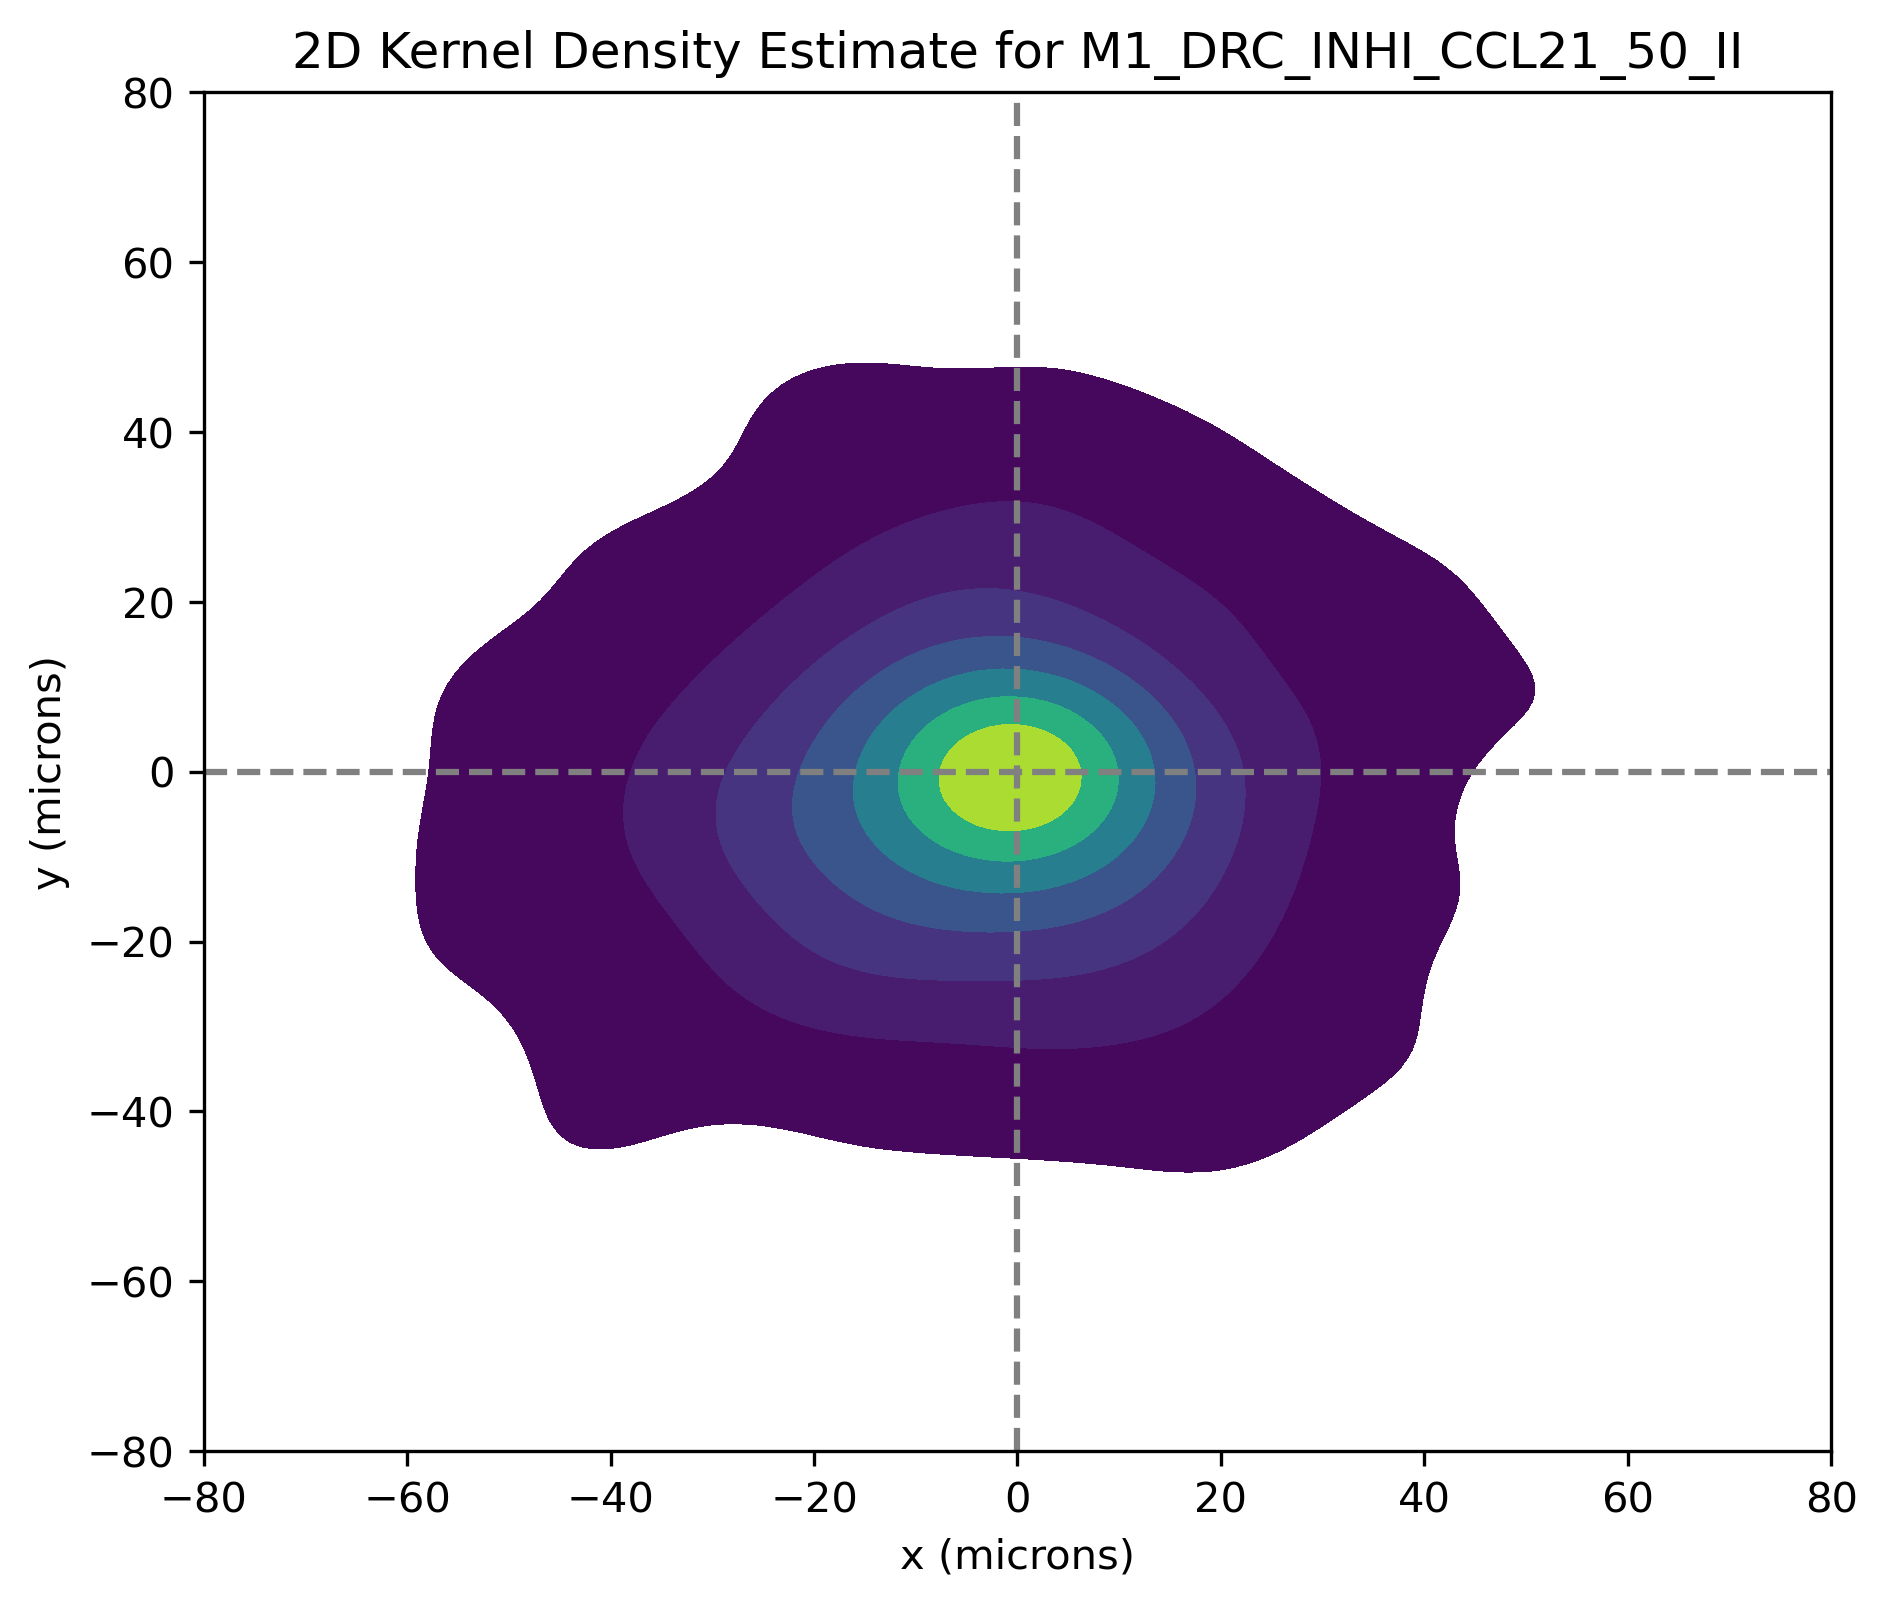 2D Kernel Density Estimate for M1_DRC_INHI_CCL21_50_II
80
60
40
20
0
−20
−40
−60
−80
y (microns)
−80 −60 −40 −20 0 20 40 60 80
x (microns)